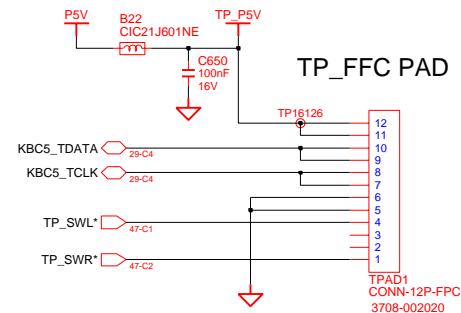 P5V
B22
CIC21J601NE
TP_P5V
C650
100nF
16V
TP_FFC PAD
TP16126
12
11
KBC5_TDATA
29-C4
10
9
KBC5_TCLK
29-C4
8
7
6
5
TP_SWL*
47-C1
4
3
2
TP_SWR*
47-C2
1
TPAD1
CONN-12P-FPC
3708-002020